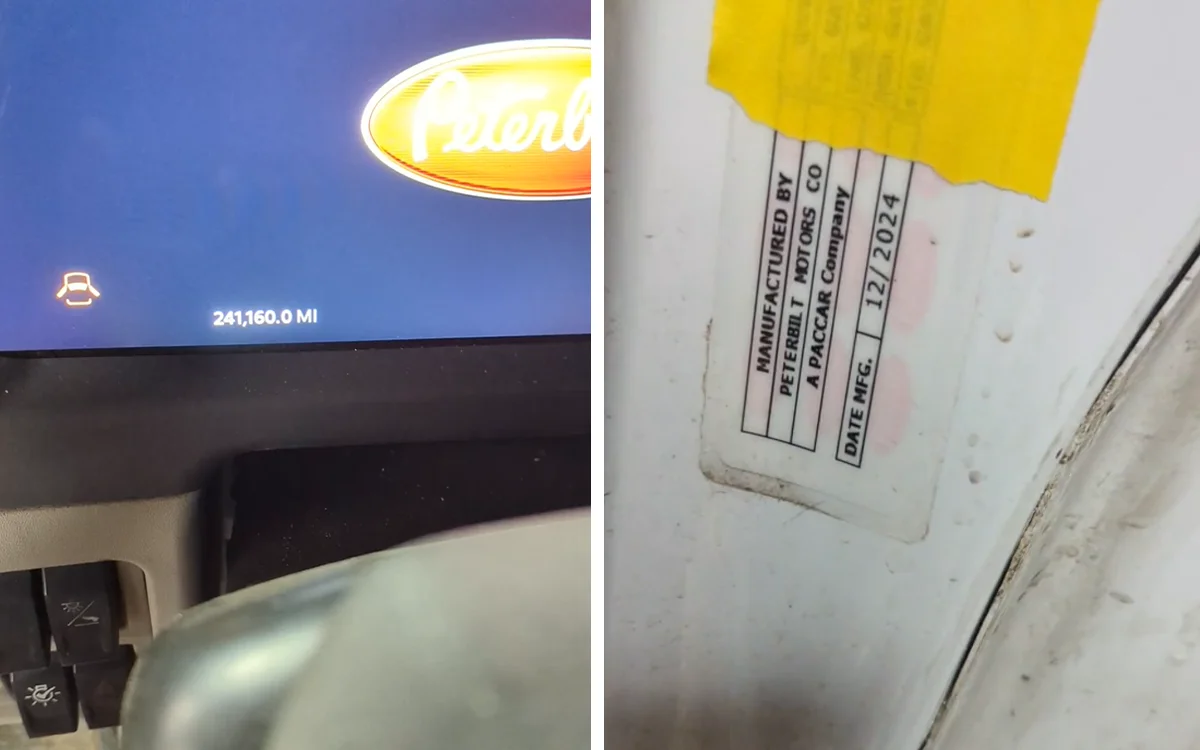 Peterb
241,160.0 MI
MANUFACTURED BY
PETERBILT MOTORS CO
A PACCAR Company
DATE MFG. 12/2024